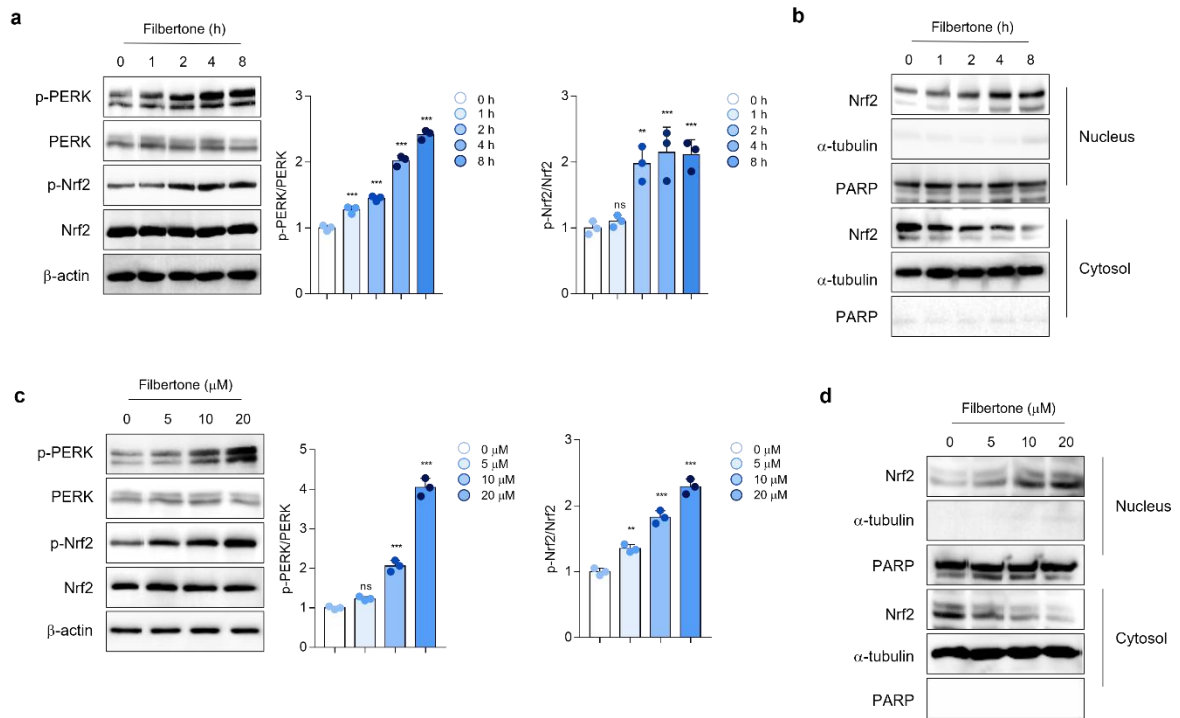 a
Filbertone (h)
0 1 2 4 8
p-PERK
PERK
p-Nrf2
Nrf2
β-actin
p-PERK/PERK
3
2
1
0
***
***
***
***
0 h
1 h
2 h
4 h
8 h
p-Nrf2/Nrf2
3
2
1
0
ns
**
***
***
0 h
1 h
2 h
4 h
8 h
b
Filbertone (h)
0 1 2 4 8
Nrf2
α-tubulin
PARP
Nucleus
Nrf2
α-tubulin
PARP
Cytosol
c
Filbertone (μM)
0 5 10 20
p-PERK
PERK
p-Nrf2
Nrf2
β-actin
p-PERK/PERK
5
4
3
2
1
0
ns
***
***
0 μM
5 μM
10 μM
20 μM
p-Nrf2/Nrf2
3
2
1
0
**
***
***
0 μM
5 μM
10 μM
20 μM
d
Filbertone (μM)
0 5 10 20
Nrf2
α-tubulin
PARP
Nucleus
Nrf2
α-tubulin
PARP
Cytosol